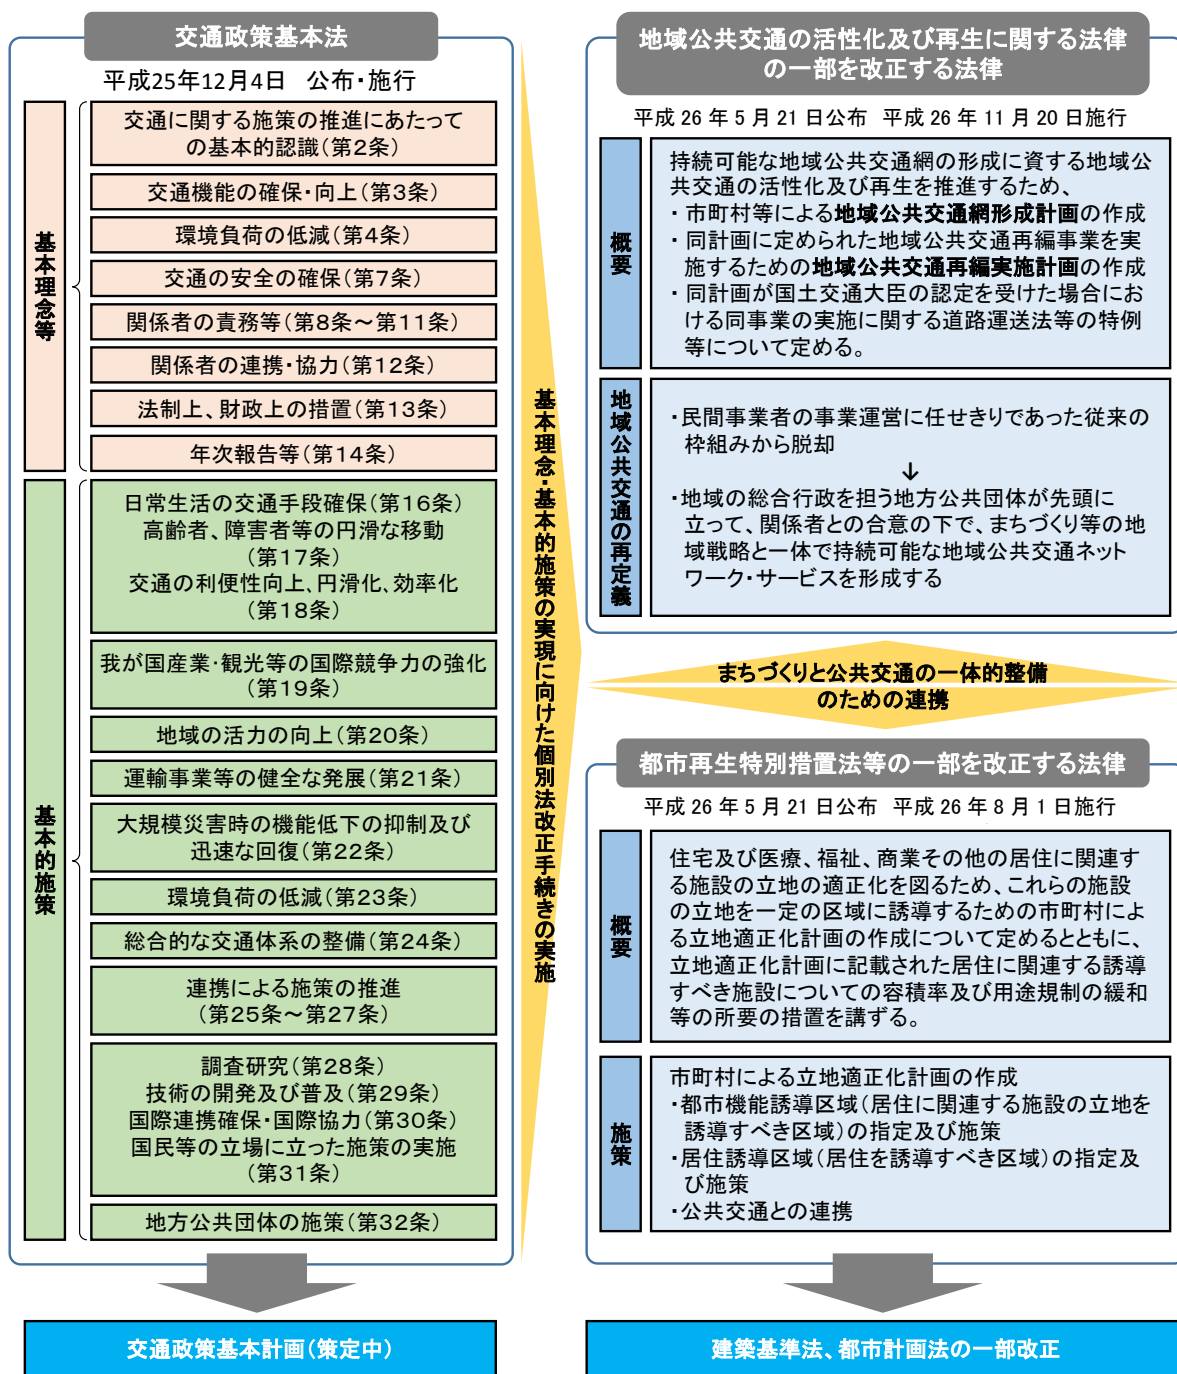 交通政策基本法
平成25年12月4日　公布・施行
基本理念等
交通に関する施策の推進にあたって
の基本的認識(第2条)
交通機能の確保・向上(第3条)
環境負荷の低減(第4条)
交通の安全の確保(第7条)
関係者の責務等(第8条～第11条)
関係者の連携・協力(第12条)
法制上、財政上の措置(第13条)
年次報告等(第14条)
基本的施策
日常生活の交通手段確保(第16条)
高齢者、障害者等の円滑な移動
(第17条)
交通の利便性向上、円滑化、効率化
(第18条)
我が国産業・観光等の国際競争力の強化
(第19条)
地域の活力の向上(第20条)
運輸事業等の健全な発展(第21条)
大規模災害時の機能低下の抑制及び
迅速な回復(第22条)
環境負荷の低減(第23条)
総合的な交通体系の整備(第24条)
連携による施策の推進
(第25条～第27条)
調査研究(第28条)
技術の開発及び普及(第29条)
国際連携確保・国際協力(第30条)
国民等の立場に立った施策の実施
(第31条)
地方公共団体の施策(第32条)
交通政策基本計画(策定中)
基本理念・基本的施策の実現に向けた個別法改正手続きの実施
地域公共交通の活性化及び再生に関する法律
の一部を改正する法律
平成 26 年 5 月 21 日公布　平成 26 年 11 月 20 日施行
概要
持続可能な地域公共交通網の形成に資する地域公
共交通の活性化及び再生を推進するため、
・市町村等による地域公共交通網形成計画の作成
・同計画に定められた地域公共交通再編事業を実
施するための地域公共交通再編実施計画の作成
・同計画が国土交通大臣の認定を受けた場合にお
ける同事業の実施に関する道路運送法等の特例
等について定める。
地域公共交通の再定義
・民間事業者の事業運営に任せきりであった従来の
枠組みから脱却
↓
・地域の総合行政を担う地方公共団体が先頭に
立って、関係者との合意の下で、まちづくり等の地
域戦略と一体で持続可能な地域公共交通ネット
ワーク・サービスを形成する
まちづくりと公共交通の一体的整備
のための連携
都市再生特別措置法等の一部を改正する法律
平成 26 年 5 月 21 日公布　平成 26 年 8 月 1 日施行
概要
住宅及び医療、福祉、商業その他の居住に関連す
る施設の立地の適正化を図るため、これらの施設
の立地を一定の区域に誘導するための市町村によ
る立地適正化計画の作成について定めるとともに、
立地適正化計画に記載された居住に関連する誘導
すべき施設についての容積率及び用途規制の緩和
等の所要の措置を講ずる。
施策
市町村による立地適正化計画の作成
・都市機能誘導区域(居住に関連する施設の立地を
誘導すべき区域)の指定及び施策
・居住誘導区域(居住を誘導すべき区域)の指定及
び施策
・公共交通との連携
建築基準法、都市計画法の一部改正